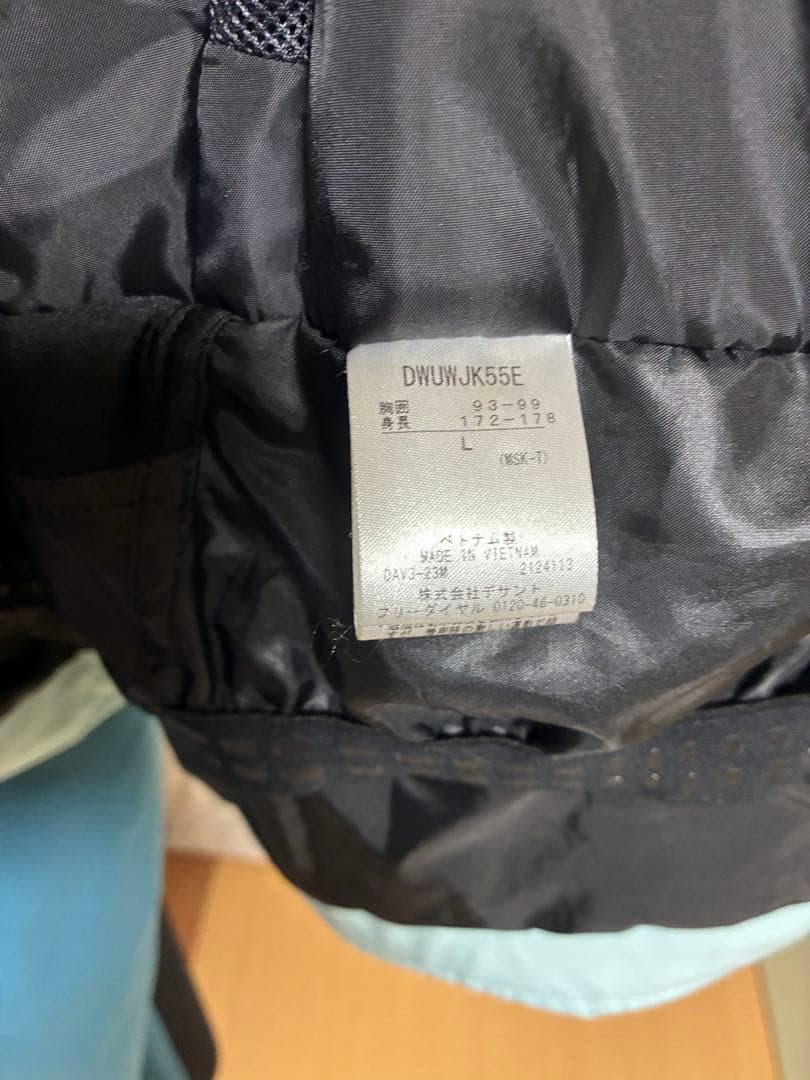 DWUWJK55E
胸囲 93-99
身長 172-178
L
(MSK-T)
ベトナム製
MADE IN VIETNAM
DAV3-23M 2124113
株式会社デサント
フリーダイヤル 0120-46-0310